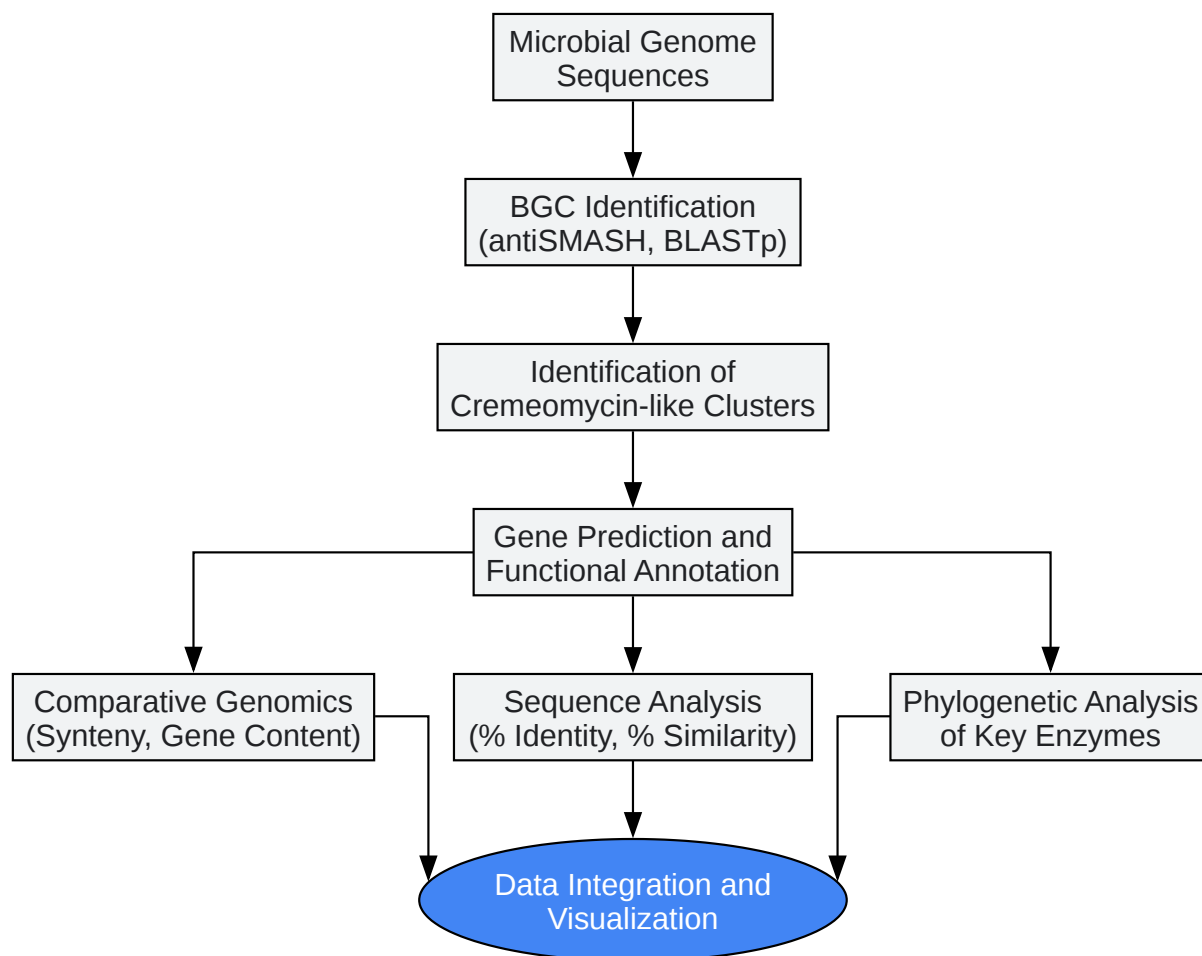 Microbial Genome
Sequences
BGC Identification
(antiSMASH, BLASTp)
Identification of
Cremeomycin-like Clusters
Gene Prediction and
Functional Annotation
Comparative Genomics
(Synteny, Gene Content)
Sequence Analysis
(% Identity, % Similarity)
Phylogenetic Analysis
of Key Enzymes
Data Integration and
Visualization